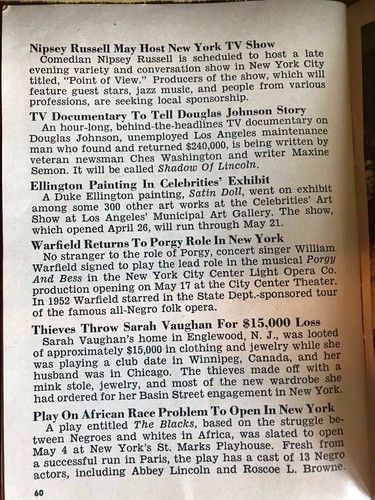 Nipsey Russell May Host New York TV Show
Comedian Nipsey Russell is scheduled to host a late
evening variety and conversation show in New York City
titled, "Point of View." Producers of the show, which will
feature guest stars, jazz music, and people from various
professions, are seeking local sponsorship.
TV Documentary To Tell Douglas Johnson Story
An hour-long, behind-the-headlines TV documentary on
Douglas Johnson, unemployed Los Angeles maintenance
man who found and returned $240,000, is being written by
veteran newsman Ches Washington and writer Maxine
Semon. It will be called Shadow Of Lincoln.
Ellington Painting In Celebrities' Exhibit
A Duke Ellington painting, Satin Doll, went on exhibit
among some 300 other art works at the Celebrities' Art
Show at Los Angeles' Municipal Art Gallery. The show,
which opened April 26, will run through May 21.
Warfield Returns To Porgy Role In New York
No stranger to the role of Porgy, concert singer William
Warfield signed to play the lead role in the musical Porgy
And Bess in the New York City Center Light Opera Co.
production opening on May 17 at the City Center Theater.
In 1952 Warfield starred in the State Dept.-sponsored tour
of the famous all-Negro folk opera.
Thieves Throw Sarah Vaughan For $15,000 Loss
Sarah Vaughan's home in Englewood, N. J., was looted
of approximately $15,000 in clothing and jewelry while she
was playing a club date in Winnipeg, Canada, and her
husband was in Chicago. The thieves made off with a
mink stole, jewelry, and most of the new wardrobe she
had ordered for her Basin Street engagement in New York.
Play On African Race Problem To Open In New York
A play entitled The Blacks, based on the struggle be-
tween Negroes and whites in Africa, was slated to open
May 4 at New York's St. Marks Playhouse. Fresh from
a successful run in Paris, the play has a cast of 13 Negro
actors, including Abbey Lincoln and Roscoe L. Browne.
60